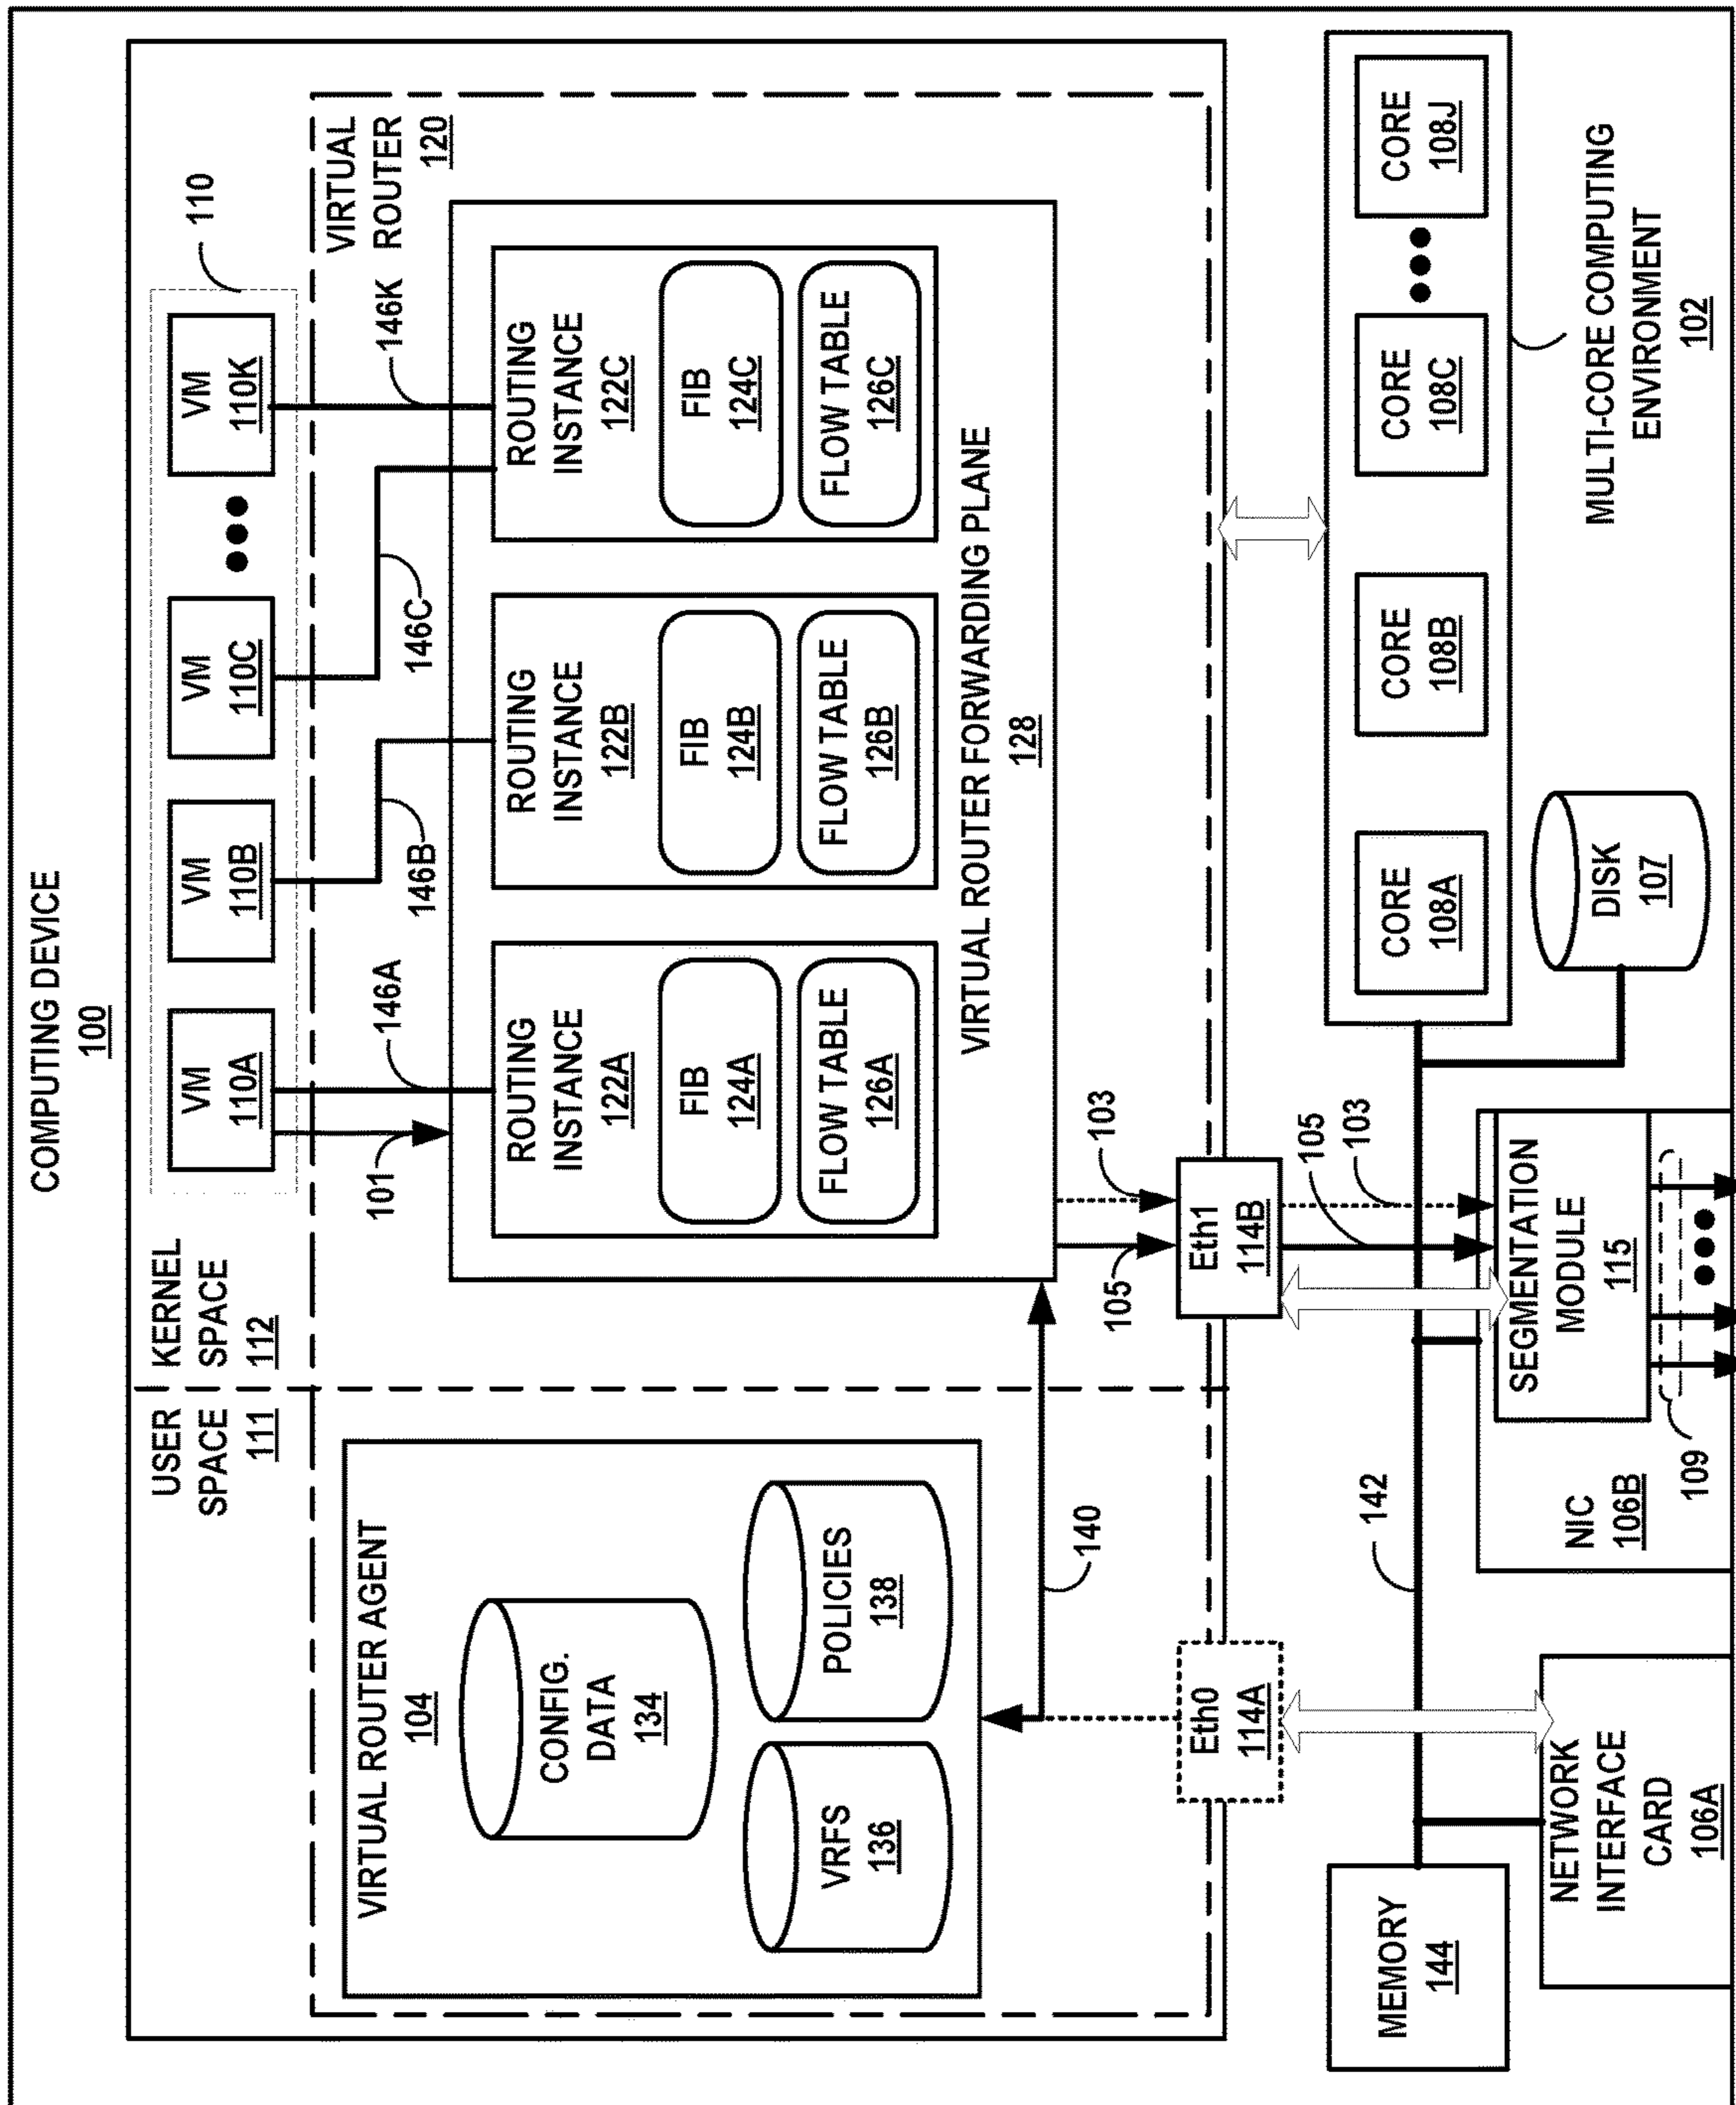 COMPUTING DEVICE
100
USER
SPACE 111
KERNEL
SPACE 112
VM
110A
VM
110B
VM
110C
VM
110K
110
101
146A
146B
146C
146K
VIRTUAL
ROUTER
120
VIRTUAL ROUTER AGENT
104
CONFIG.
DATA
134
VRFS
136
POLICIES
138
ROUTING
INSTANCE
122A
FIB
124A
FLOW TABLE
126A
ROUTING
INSTANCE
122B
FIB
124B
FLOW TABLE
126B
ROUTING
INSTANCE
122C
FIB
124C
FLOW TABLE
126C
VIRTUAL ROUTER FORWARDING PLANE
128
140
105
103
Eth0
114A
Eth1
114B
105
103
142
MEMORY
144
NETWORK
INTERFACE
CARD
106A
NIC
106B
SEGMENTATION
MODULE
115
109
DISK
107
CORE
108A
CORE
108B
CORE
108C
CORE
108J
MULTI-CORE COMPUTING
ENVIRONMENT
102